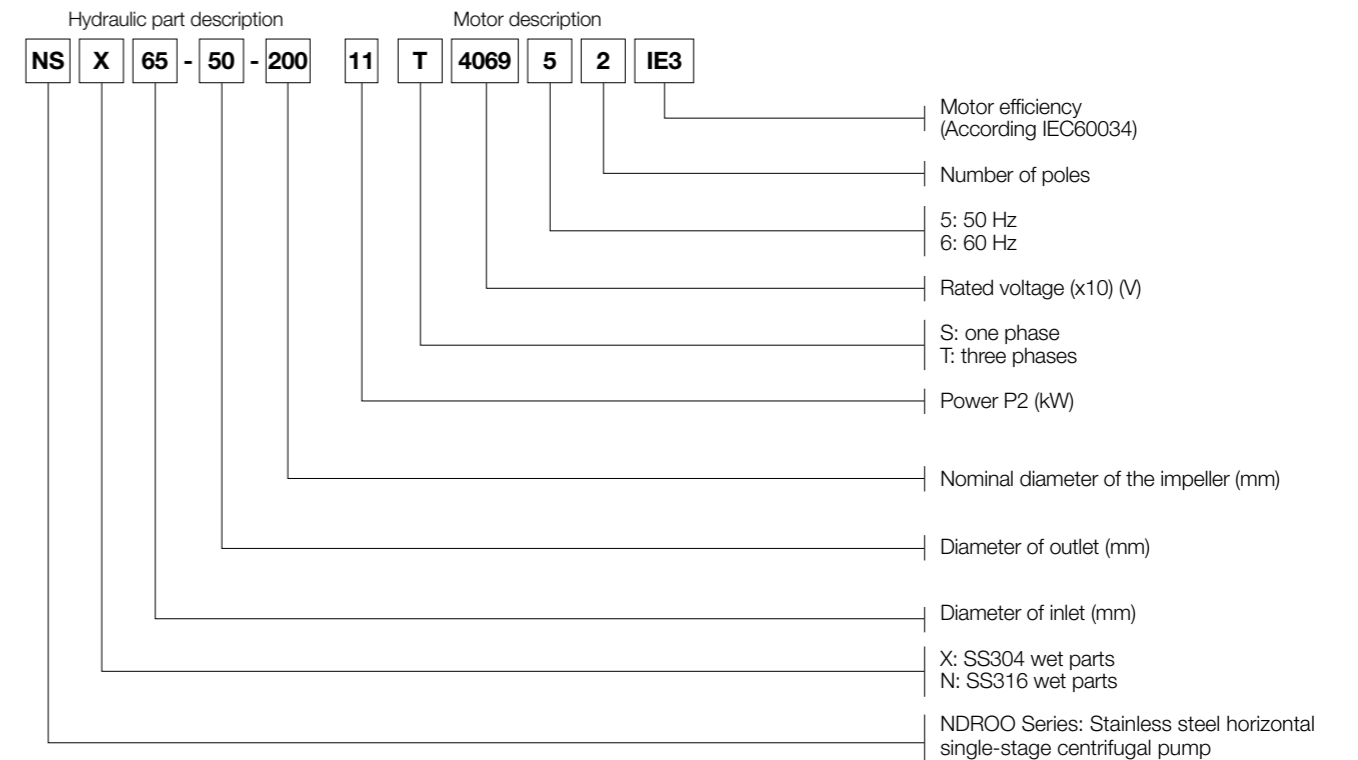 Hydraulic part description
Motor description
NS X 65 - 50 - 200 11 T 4069 5 2 IE3
Motor efficiency
(According IEC60034)
Number of poles
5: 50 Hz
6: 60 Hz
Rated voltage (x10) (V)
S: one phase
T: three phases
Power P2 (kW)
Nominal diameter of the impeller (mm)
Diameter of outlet (mm)
Diameter of inlet (mm)
X: SS304 wet parts
N: SS316 wet parts
NDROO Series: Stainless steel horizontal
single-stage centrifugal pump